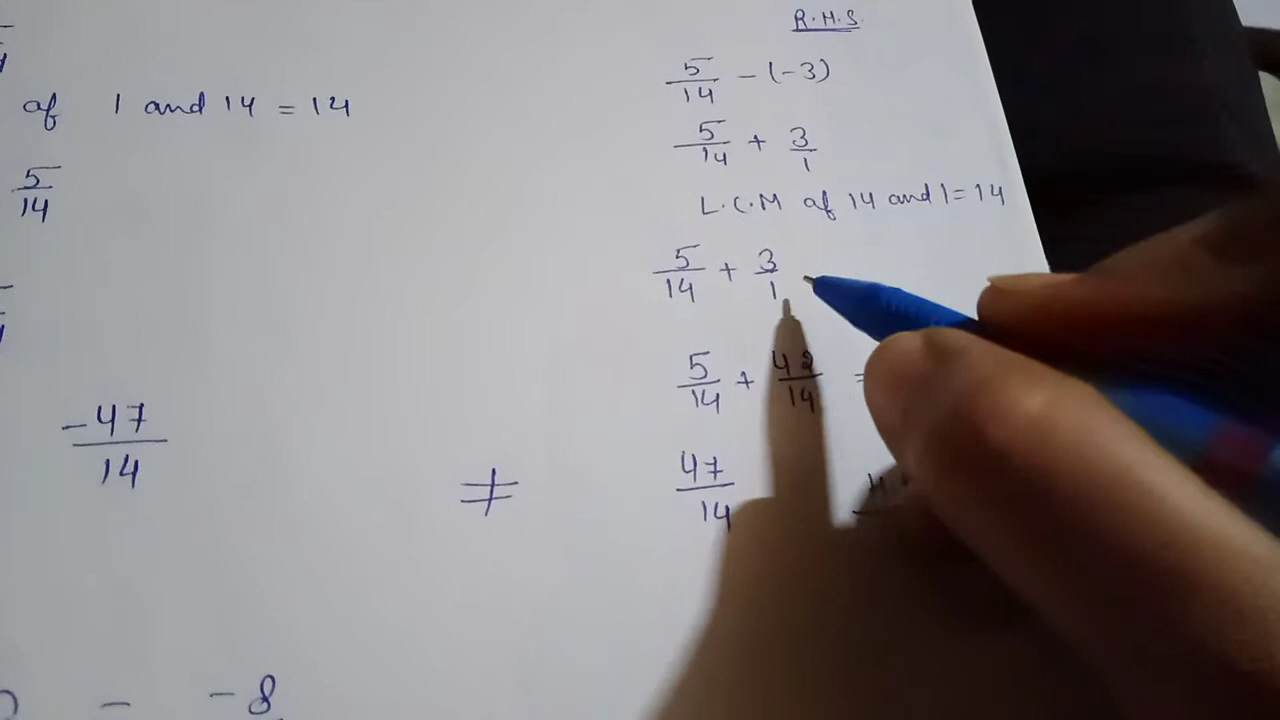 R.H.S.
5/14 - (-3)
of 1 and 14 = 14
5/14 + 3/1
5/14
L.C.M of 14 and 1 = 14
5/14 + 3/1
5/14 + 42/14 =
-47/14 ≠ 47/14
- -8